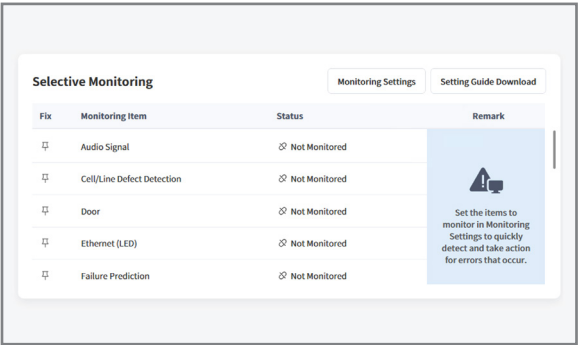 Selective Monitoring
Monitoring Settings
Setting Guide Download
Fix Monitoring Item Status Remark
Audio Signal Not Monitored
Cell/Line Defect Detection Not Monitored
Door Not Monitored
Ethernet (LED) Not Monitored
Failure Prediction Not Monitored
Set the items to
monitor in Monitoring
Settings to quickly
detect and take action
for errors that occur.